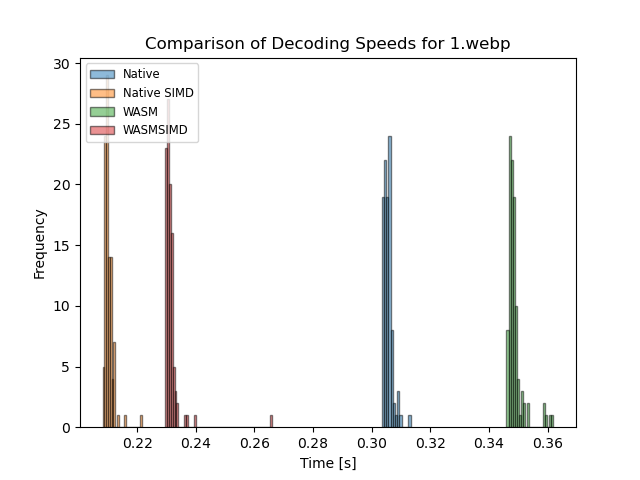 Comparison of Decoding Speeds for 1.webp
30
25
20
15
10
5
0
Frequency
Native
Native SIMD
WASM
WASMSIMD
0.22 0.24 0.26 0.28 0.30 0.32 0.34 0.36
Time [s]